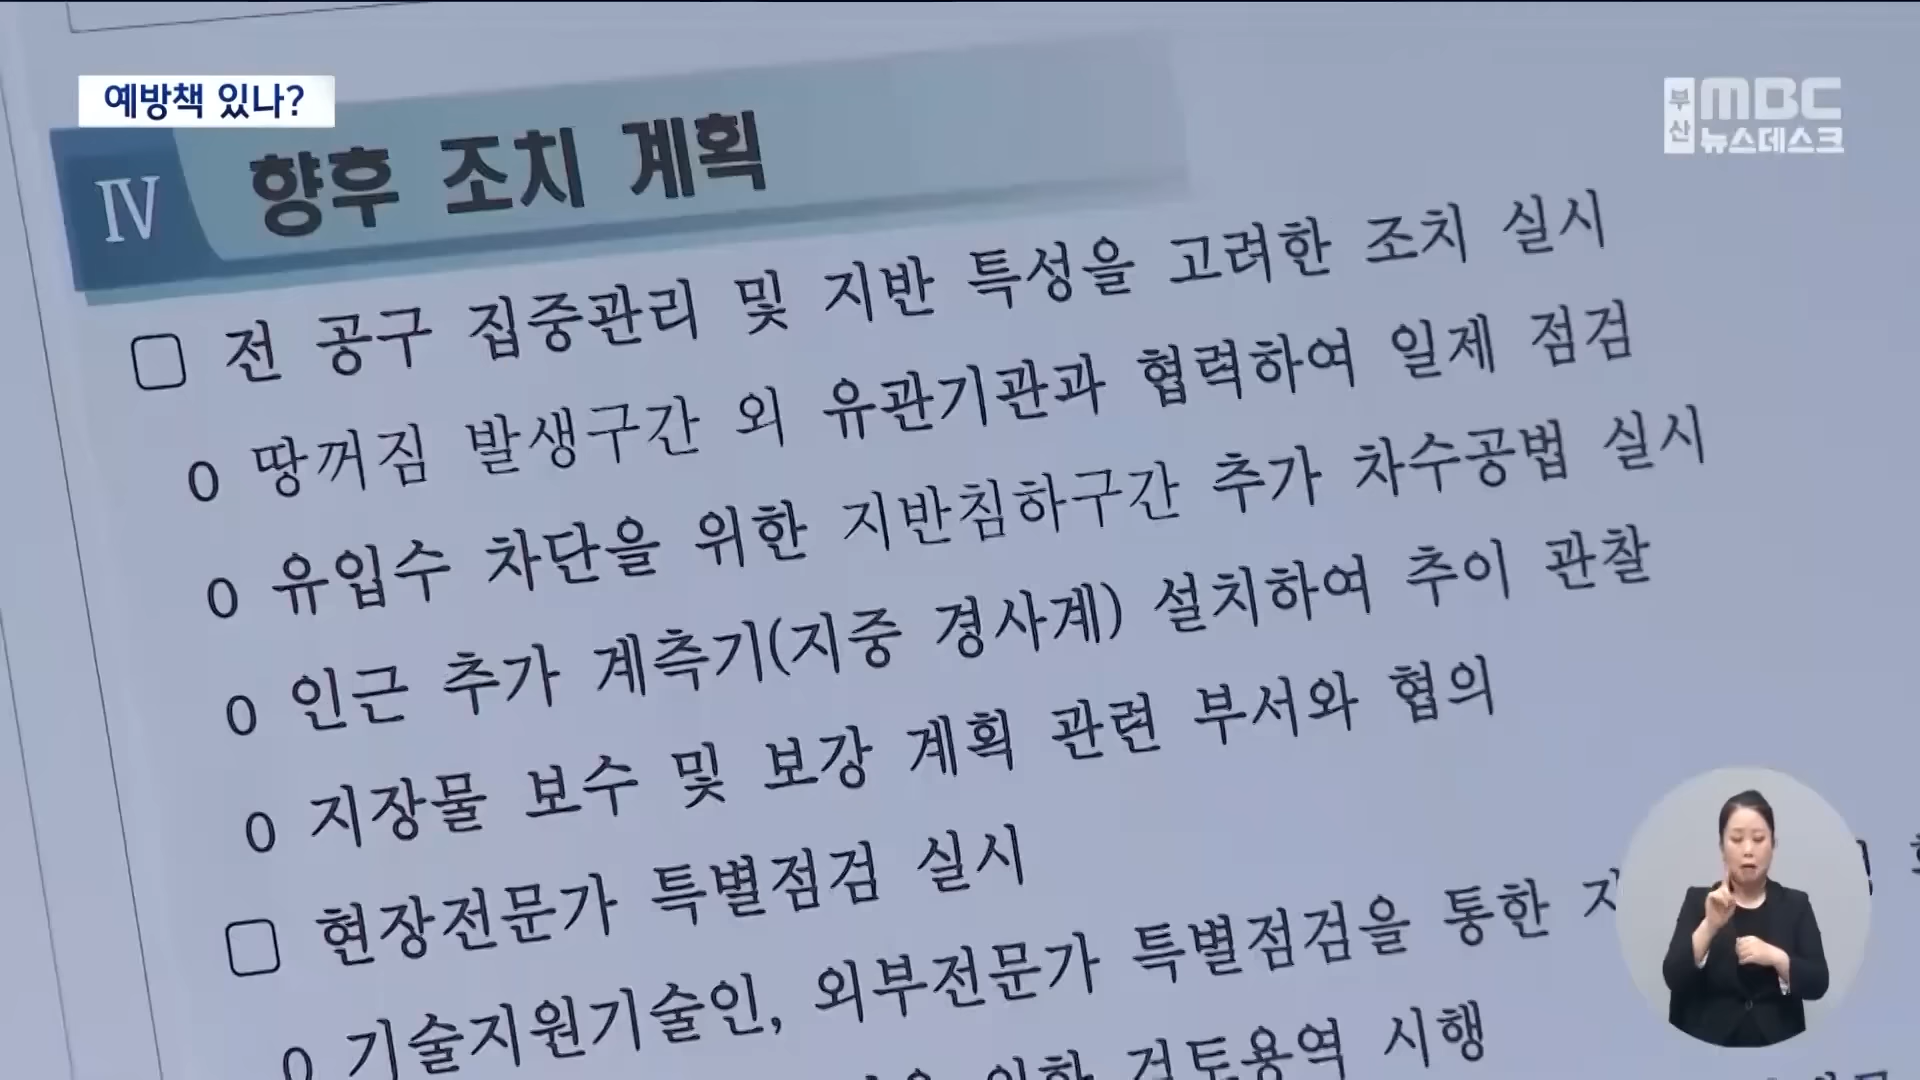 예방책 있나?
부산 MBC
뉴스데스크
Ⅳ 향후 조치 계획
□ 전 공구 집중관리 및 지반 특성을 고려한 조치 실시
o 땅꺼짐 발생구간 외 유관기관과 협력하여 일제 점검
o 유입수 차단을 위한 지반침하구간 추가 차수공법 실시
o 인근 추가 계측기(지중 경사계) 설치하여 추이 관찰
o 지장물 보수 및 보강 계획 관련 부서와 협의
□ 현장전문가 특별점검 실시
o 기술지원기술인, 외부전문가 특별점검을 통한
검토용역 시행